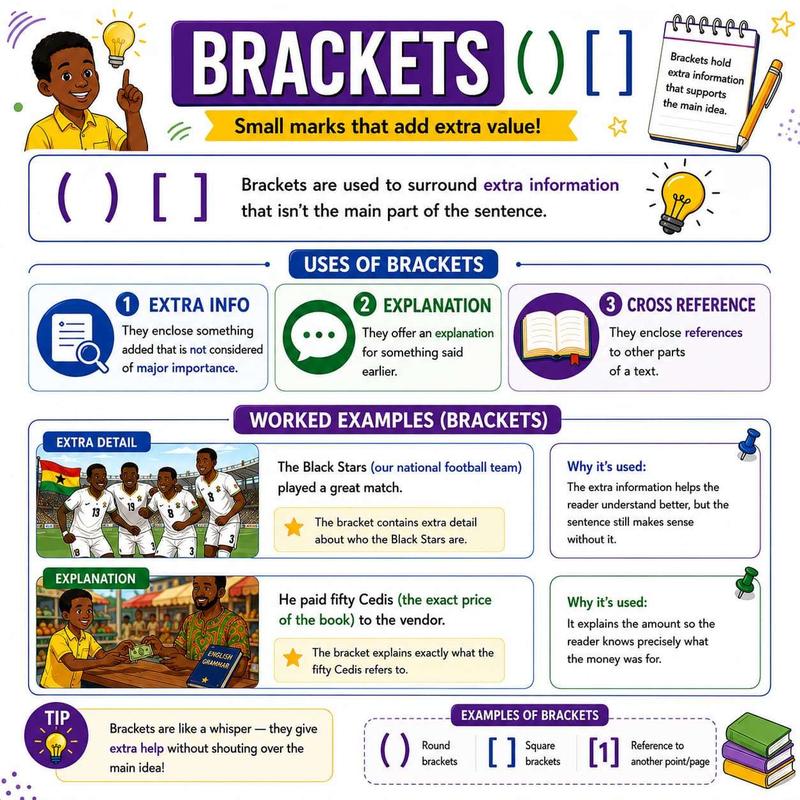 BRACKETS ( ) [ ]
Small marks that add extra value!
Brackets hold
extra information
that supports
the main idea.
( ) [ ]
Brackets are used to surround extra information
that isn't the main part of the sentence.
USES OF BRACKETS
1 EXTRA INFO
They enclose something
added that is not considered
of major importance.
2 EXPLANATION
They offer an explanation
for something said
earlier.
3 CROSS REFERENCE
They enclose references
to other parts
of a text.
WORKED EXAMPLES (BRACKETS)
EXTRA DETAIL
13
19
8
8
3
3
The Black Stars (our national football team)
played a great match.
The bracket contains extra detail
about who the Black Stars are.
Why it's used:
The extra information helps the
reader understand better, but the
sentence still makes sense
without it.
EXPLANATION
ENGLISH
GRAMMAR
He paid fifty Cedis (the exact price
of the book) to the vendor.
The bracket explains exactly what the
fifty Cedis refers to.
Why it's used:
It explains the amount so the
reader knows precisely what
the money was for.
TIP
Brackets are like a whisper — they give
extra help without shouting over the
main idea!
EXAMPLES OF BRACKETS
( ) Round
brackets
[ ] Square
brackets
[1] Reference to
another point/page